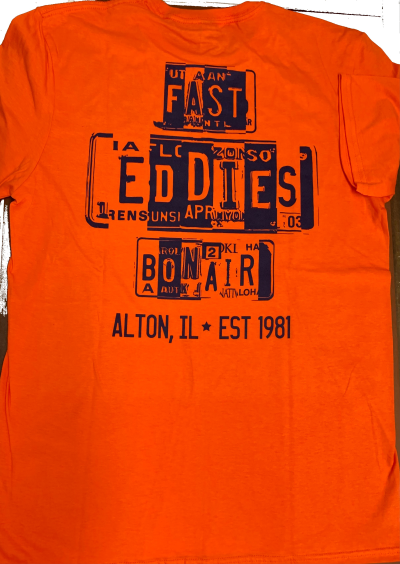 FAST
EDDIES
BON AIR
ALTON, IL ★ EST 1981